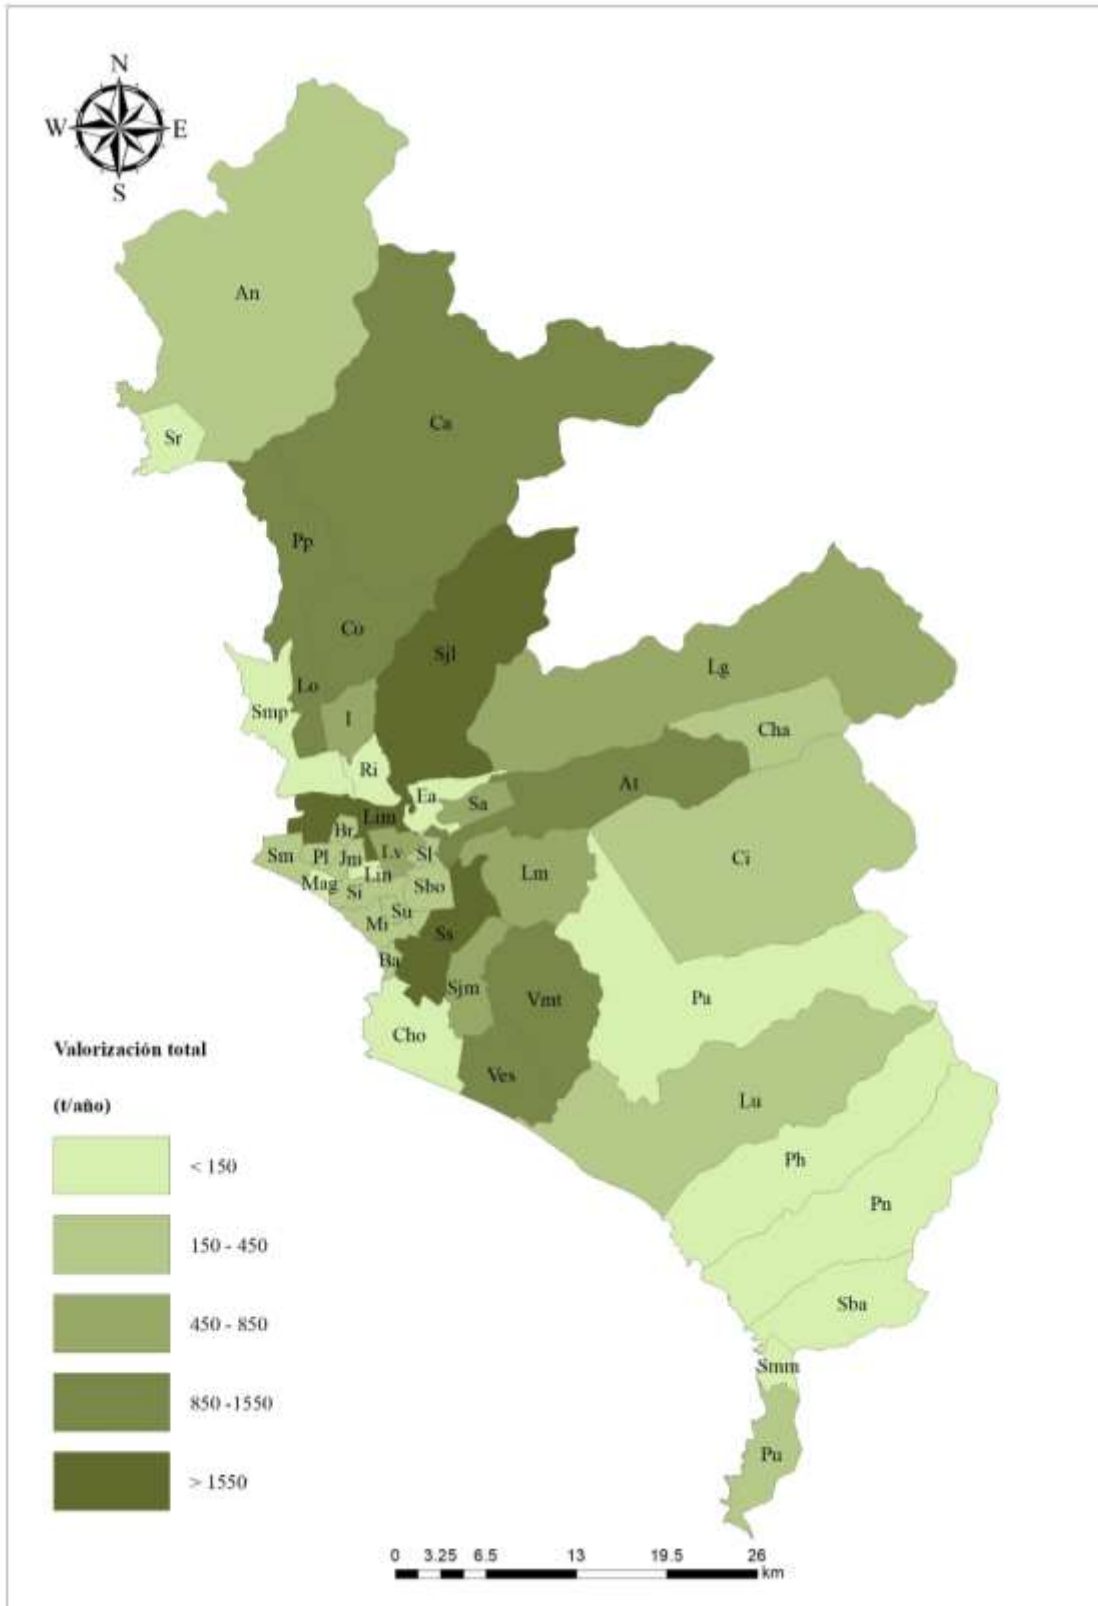 N
W E
S
An
Ca
Sr
Pp
Co
Sjl
Lg
Lo
Smp
I
Cha
Ri
At
Ea
Sa
Lim
Br
Sm
Pl
Jm
Lv
Sl
Lin
Lm
Ci
Mag
Si
Sbo
Su
Mi
Ss
Ba
Sjm
Vmt
Pa
Cho
Ves
Lu
Ph
Pn
Sba
Smm
Pu
Valorización total
(t/año)
< 150
150 - 450
450 - 850
850 -1550
> 1550
0 3.25 6.5 13 19.5 26
km